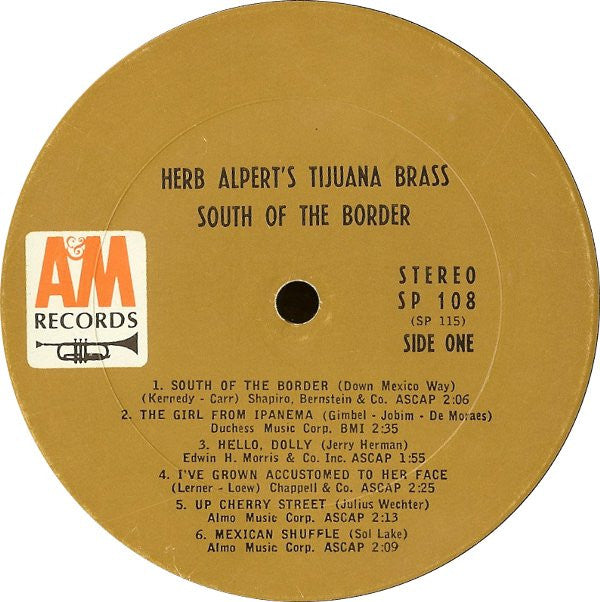 HERB ALPERT'S TIJUANA BRASS
SOUTH OF THE BORDER
A&M
RECORDS
STEREO
SP 108
(SP 115)
SIDE ONE
1. SOUTH OF THE BORDER (Down Mexico Way)
(Kennedy - Carr) Shapiro, Bernstein & Co. ASCAP 2:06
2. THE GIRL FROM IPANEMA (Gimbel - Jobim - De Moraes)
Duchess Music Corp. BMI 2:35
3. HELLO, DOLLY (Jerry Herman)
Edwin H. Morris & Co. Inc. ASCAP 1:55
4. I'VE GROWN ACCUSTOMED TO HER FACE
(Lerner - Loew) Chappell & Co. ASCAP 2:25
5. UP CHERRY STREET (Julius Wechter)
Almo Music Corp. ASCAP 2:13
6. MEXICAN SHUFFLE (Sol Lake)
Almo Music Corp. ASCAP 2:09